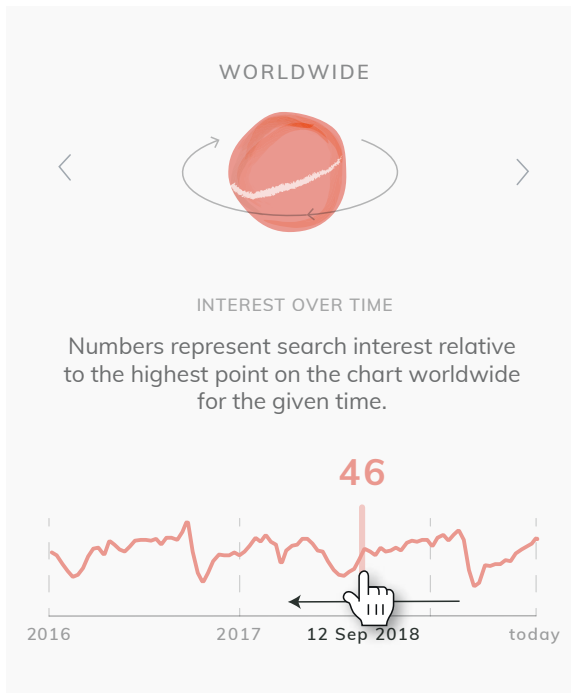 WORLDWIDE
INTEREST OVER TIME
Numbers represent search interest relative
to the highest point on the chart worldwide
for the given time.
46
2016 2017 12 Sep 2018 today